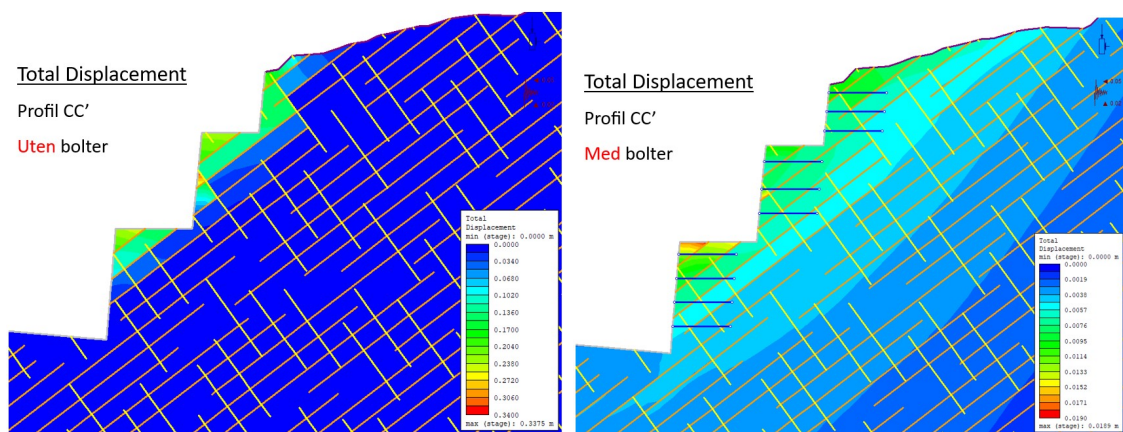 Total Displacement
Profil CC'
Uten bolter
Total
Displacement
min (stage): 0.0000 m
0.0000
0.0340
0.0680
0.1020
0.1360
0.1700
0.2040
0.2380
0.2720
0.3060
0.3400
max (stage): 0.3375 m
Total Displacement
Profil CC'
Med bolter
0.05
Total
Displacement
min (stage): 0.0000 m
0.0000
0.0019
0.0038
0.0057
0.0076
0.0095
0.0114
0.0133
0.0152
0.0171
0.0190
max (stage): 0.0189 m